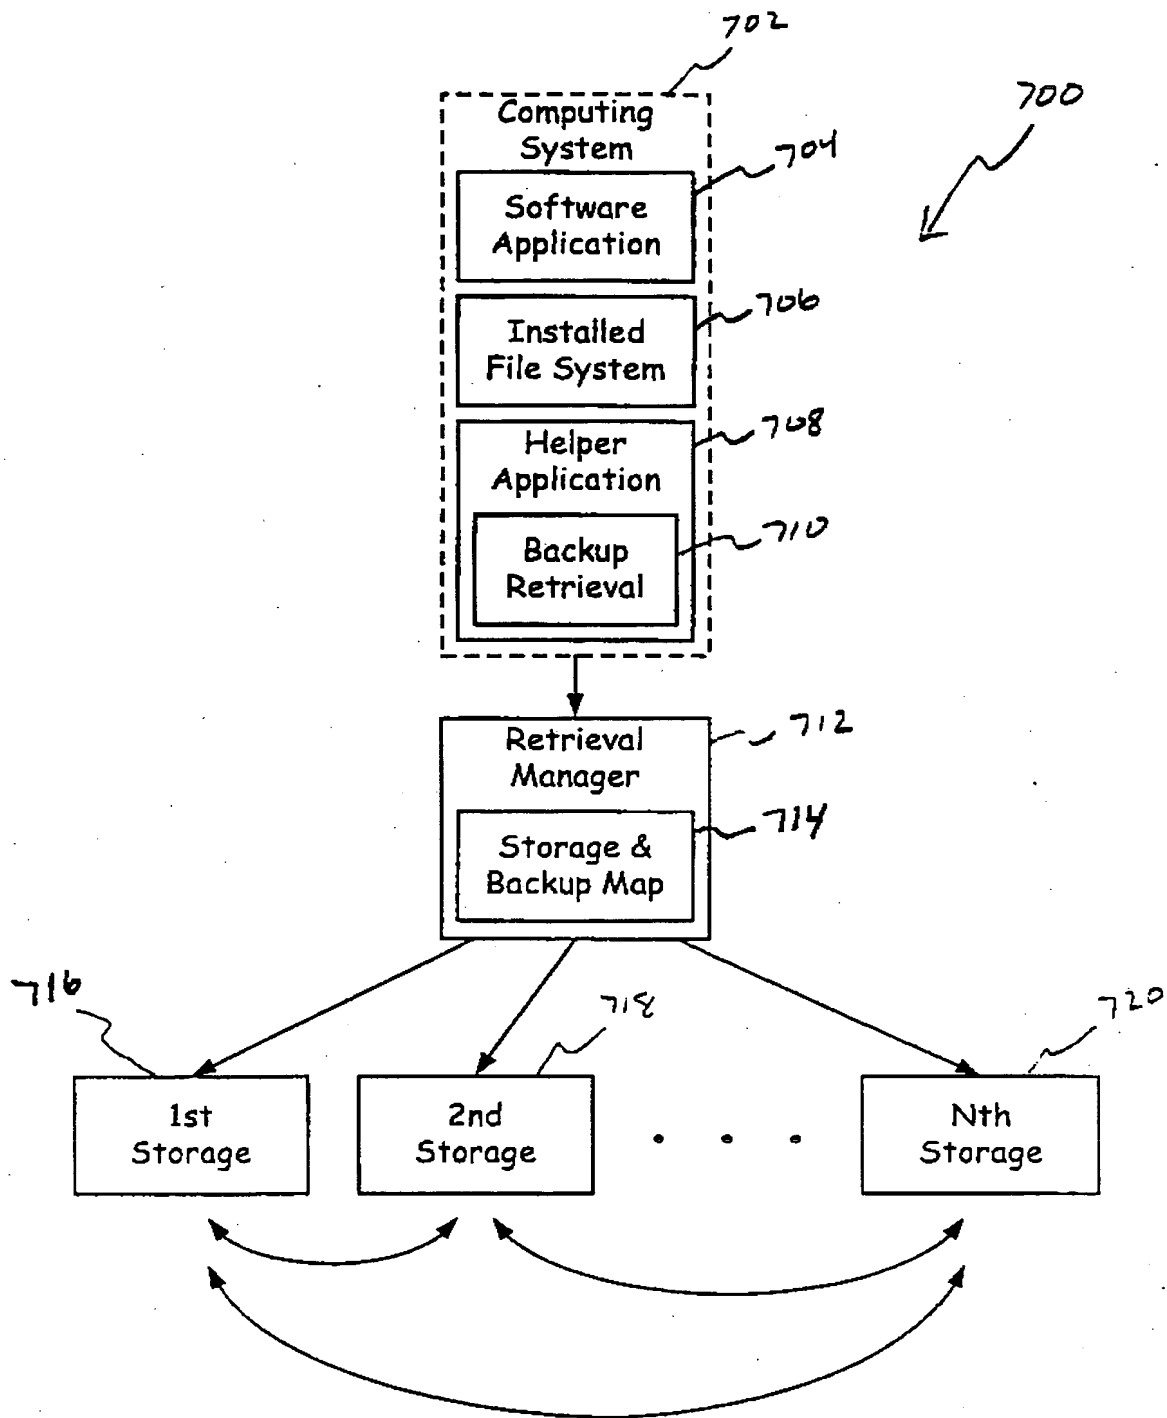 702
700
Computing
System
704
Software
Application
706
Installed
File System
708
Helper
Application
710
Backup
Retrieval
712
Retrieval
Manager
714
Storage &
Backup Map
716
718
720
1st
Storage
2nd
Storage
Nth
Storage